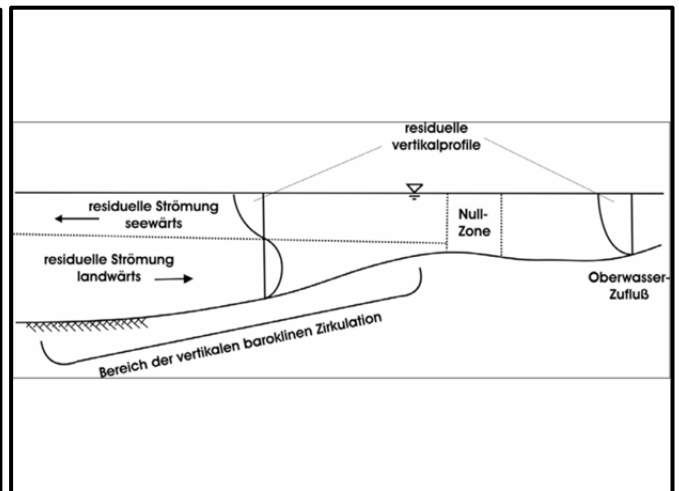 residuelle
vertikalprofile
residuelle Strömung
seewärts
Null-
Zone
residuelle Strömung
landwärts
Oberwasser-
Zufluß
Bereich der vertikalen baroklinen Zirkulation